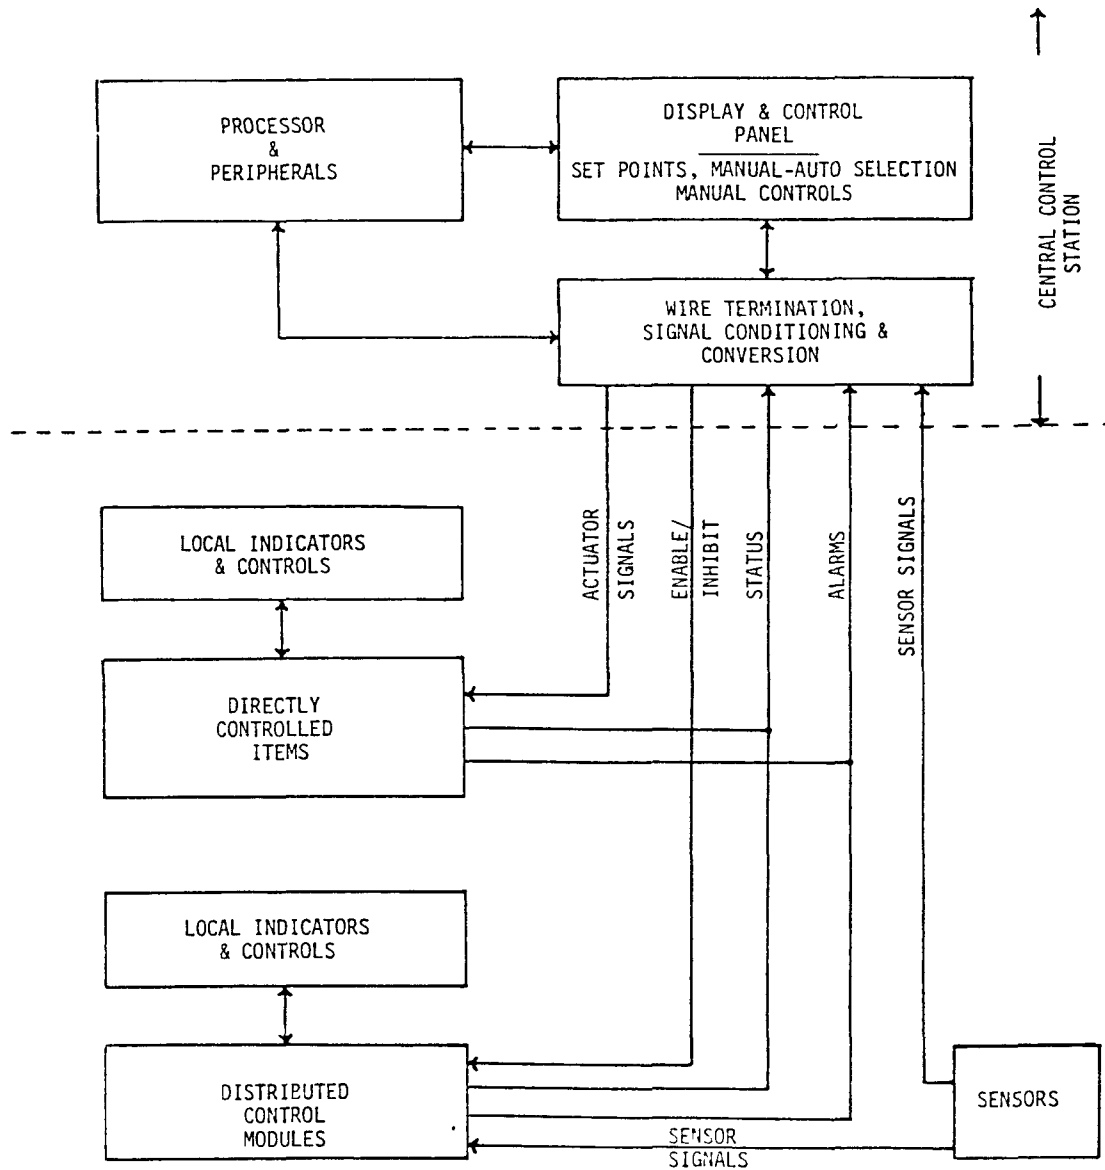 PROCESSOR
&
PERIPHERALS
DISPLAY & CONTROL
PANEL
SET POINTS, MANUAL-AUTO SELECTION
MANUAL CONTROLS
CENTRAL CONTROL
STATION
WIRE TERMINATION,
SIGNAL CONDITIONING &
CONVERSION
LOCAL INDICATORS
& CONTROLS
ACTUATOR
SIGNALS
ENABLE/
INHIBIT
STATUS
ALARMS
SENSOR SIGNALS
DIRECTLY
CONTROLLED
ITEMS
LOCAL INDICATORS
& CONTROLS
DISTRIBUTED
CONTROL
MODULES
SENSOR
SIGNALS
SENSORS